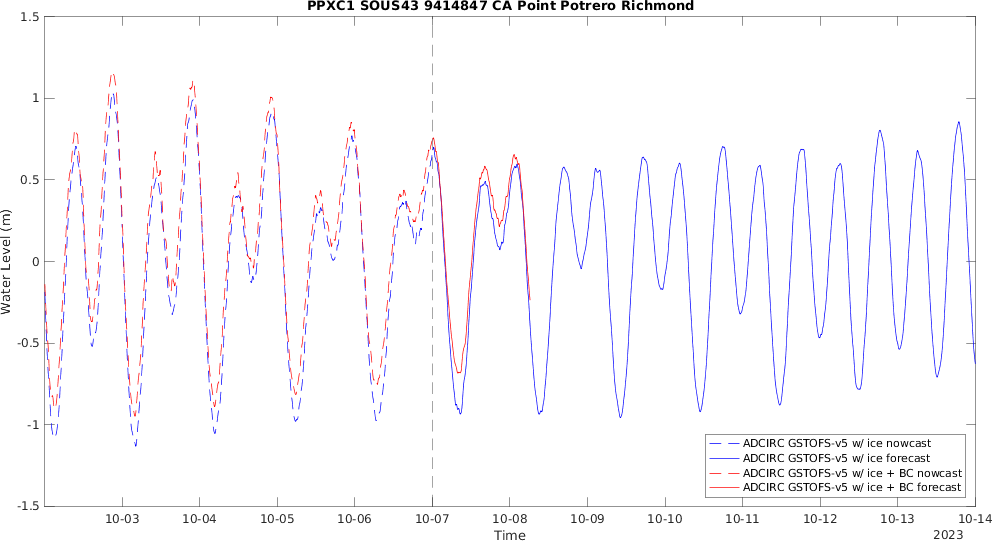 PPXC1 SOUS43 9414847 CA Point Potrero Richmond
1.5
1
0.5
0
-0.5
-1
-1.5
Water Level (m)
10-03 10-04 10-05 10-06 10-07 10-08 10-09 10-10 10-11 10-12 10-13 10-14
Time
2023
ADCIRC GSTOFS-v5 w/ ice nowcast
ADCIRC GSTOFS-v5 w/ ice forecast
ADCIRC GSTOFS-v5 w/ ice + BC nowcast
ADCIRC GSTOFS-v5 w/ ice + BC forecast